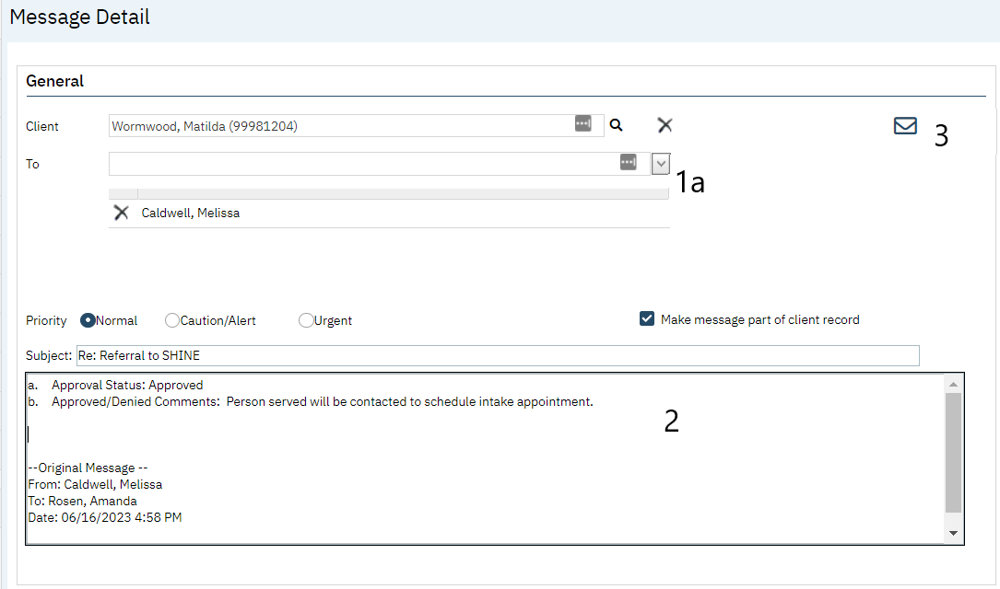 Message Detail
General
Client Wormwood, Matilda (99981204)
3
To
1a
Caldwell, Melissa
Priority Normal Caution/Alert Urgent Make message part of client record
Subject: Re: Referral to SHINE
a. Approval Status: Approved
b. Approved/Denied Comments: Person served will be contacted to schedule intake appointment.
2
--Original Message --
From: Caldwell, Melissa
To: Rosen, Amanda
Date: 06/16/2023 4:58 PM